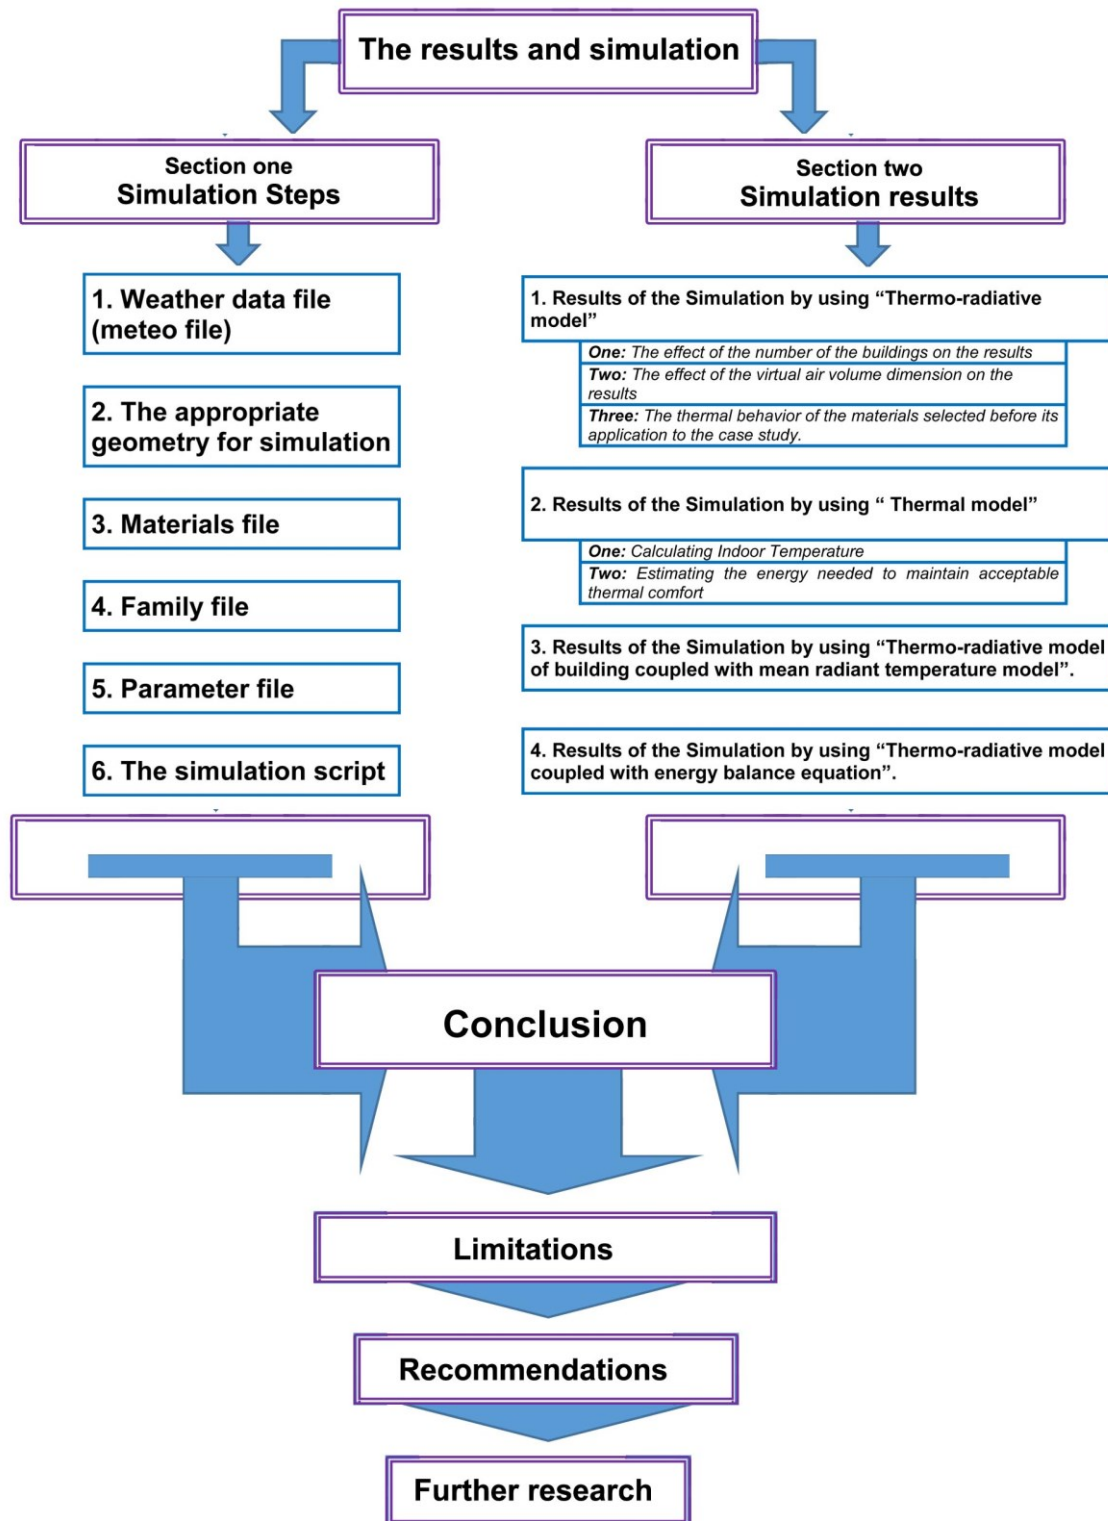 The results and simulation
Section one
Simulation Steps
1. Weather data file
(meteo file)
2. The appropriate
geometry for simulation
3. Materials file
4. Family file
5. Parameter file
6. The simulation script
Section two
Simulation results
1. Results of the Simulation by using “Thermo-radiative
model”
One: The effect of the number of the buildings on the results
Two: The effect of the virtual air volume dimension on the
results
Three: The thermal behavior of the materials selected before its
application to the case study.
2. Results of the Simulation by using “ Thermal model”
One: Calculating Indoor Temperature
Two: Estimating the energy needed to maintain acceptable
thermal comfort
3. Results of the Simulation by using “Thermo-radiative model
of building coupled with mean radiant temperature model”.
4. Results of the Simulation by using “Thermo-radiative model
coupled with energy balance equation”.
Conclusion
Limitations
Recommendations
Further research